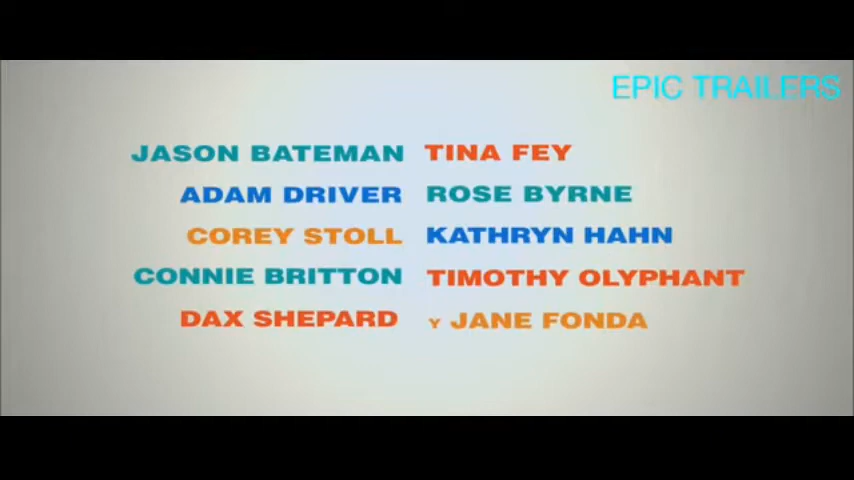 EPIC TRAILERS
JASON BATEMAN TINA FEY
ADAM DRIVER ROSE BYRNE
COREY STOLL KATHRYN HAHN
CONNIE BRITTON TIMOTHY OLYPHANT
DAX SHEPARD Y JANE FONDA